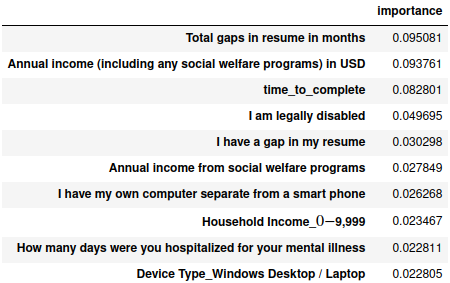 importance
Total gaps in resume in months 0.095081
Annual income (including any social welfare programs) in USD 0.093761
time_to_complete 0.082801
I am legally disabled 0.049695
I have a gap in my resume 0.030298
Annual income from social welfare programs 0.027849
I have my own computer separate from a smart phone 0.026268
Household Income_0−9,999 0.023467
How many days were you hospitalized for your mental illness 0.022811
Device Type_Windows Desktop / Laptop 0.022805